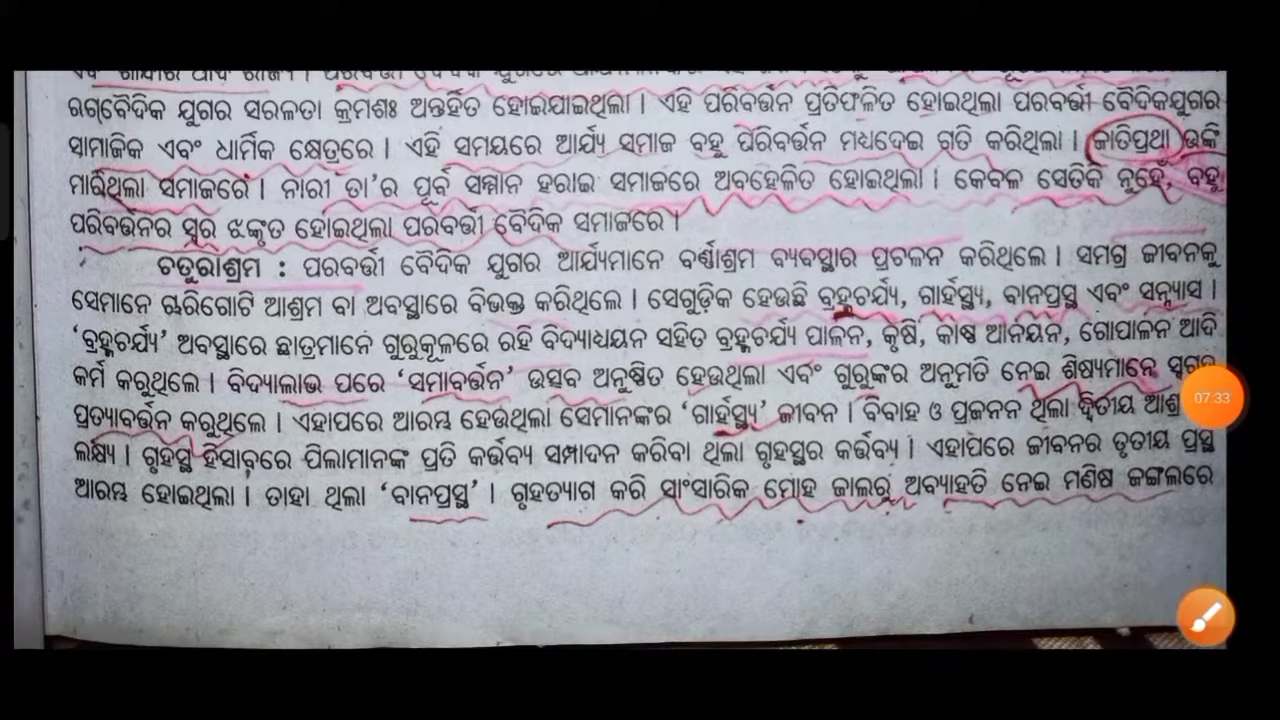 ରଗ୍‌ବୈଦିକ ଯୁଗର ସରଳତା କ୍ରମଶଃ ଅନ୍ତର୍ହିତ ହୋଇଯାଇଥିଲା । ଏହି ପରିବର୍ତ୍ତନ ପ୍ରତିଫଳିତ ହୋଇଥିଲା ପରବର୍ତ୍ତୀ ବୈଦିକଯୁଗର
ସାମାଜିକ ଏବଂ ଧାର୍ମିକ କ୍ଷେତ୍ରରେ । ଏହି ସମୟରେ ଆର୍ଯ୍ୟ ସମାଜ ବହୁ ପରିବର୍ତ୍ତନ ମଧ୍ୟଦେଇ ଗତି କରିଥିଲା । ଜାତିପ୍ରଥା ଉଙ୍କି
ମାରିଥିଲା ସମାଜରେ । ନାରୀ ତା'ର ପୂର୍ବ ସମ୍ମାନ ହରାଇ ସମାଜରେ ଅବହେଳିତ ହୋଇଥିଲା । କେବଳ ସେତିକି ନୁହେଁ, ବହୁ
ପରିବର୍ତ୍ତନର ସ୍ୱର ଝଙ୍କୃତ ହୋଇଥିଲା ପରବର୍ତ୍ତୀ ବୈଦିକ ସମାଜରେ ।
ଚତୁରାଶ୍ରମ : ପରବର୍ତ୍ତୀ ବୈଦିକ ଯୁଗର ଆର୍ଯ୍ୟମାନେ ବର୍ଣ୍ଣାଶ୍ରମ ବ୍ୟବସ୍ଥାର ପ୍ରଚଳନ କରିଥିଲେ । ସମଗ୍ର ଜୀବନକୁ
ସେମାନେ ଚାରିଗୋଟି ଆଶ୍ରମ ବା ଅବସ୍ଥାରେ ବିଭକ୍ତ କରିଥିଲେ । ସେଗୁଡ଼ିକ ହେଉଛି ବ୍ରହ୍ମଚର୍ଯ୍ୟ, ଗାର୍ହସ୍ଥ୍ୟ, ବାନପ୍ରସ୍ଥ ଏବଂ ସନ୍ନ୍ୟାସ ।
'ବ୍ରହ୍ମଚର୍ଯ୍ୟ' ଅବସ୍ଥାରେ ଛାତ୍ରମାନେ ଗୁରୁକୂଳରେ ରହି ବିଦ୍ୟାଧ୍ୟୟନ ସହିତ ବ୍ରହ୍ମଚର୍ଯ୍ୟ ପାଳନ, କୃଷି, କାଷ୍ଠ ଆନୟନ, ଗୋପାଳନ ଆଦି
କର୍ମ କରୁଥିଲେ । ବିଦ୍ୟାଲାଭ ପରେ 'ସମାବର୍ତ୍ତନ' ଉତ୍ସବ ଅନୁଷ୍ଠିତ ହେଉଥିଲା ଏବଂ ଗୁରୁଙ୍କର ଅନୁମତି ନେଇ ଶିଷ୍ୟମାନେ
ପ୍ରତ୍ୟାବର୍ତ୍ତନ କରୁଥିଲେ । ଏହାପରେ ଆରମ୍ଭ ହେଉଥିଲା ସେମାନଙ୍କର 'ଗାର୍ହସ୍ଥ୍ୟ' ଜୀବନ । ବିବାହ ଓ ପ୍ରଜନନ ଥିଲା ଦ୍ୱିତୀୟ
ଲକ୍ଷ୍ୟ । ଗୃହସ୍ଥ ହିସାବରେ ପିଲାମାନଙ୍କ ପ୍ରତି କର୍ତ୍ତବ୍ୟ ସମ୍ପାଦନ କରିବା ଥିଲା ଗୃହସ୍ଥର କର୍ତ୍ତବ୍ୟ । ଏହାପରେ ଜୀବନର ତୃତୀୟ ପ୍ରସ୍ଥ
ଆରମ୍ଭ ହୋଇଥିଲା । ତାହା ଥିଲା 'ବାନପ୍ରସ୍ଥ' । ଗୃହତ୍ୟାଗ କରି ସାଂସାରିକ ମୋହ ଜାଲରୁ ଅବ୍ୟାହତି ନେଇ ମଣିଷ ଜଙ୍ଗଲରେ
07:33